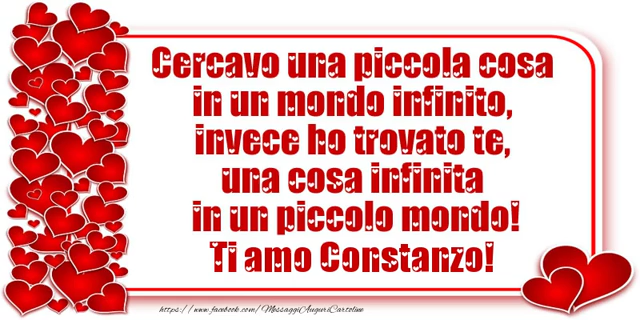 Cercavo una piccola cosa
in un mondo infinito,
invece ho trovato te,
una cosa infinita
in un piccolo mondo!
Ti amo Constanzo!
https://www.facebook.com/MessaggiAuguriCartoline